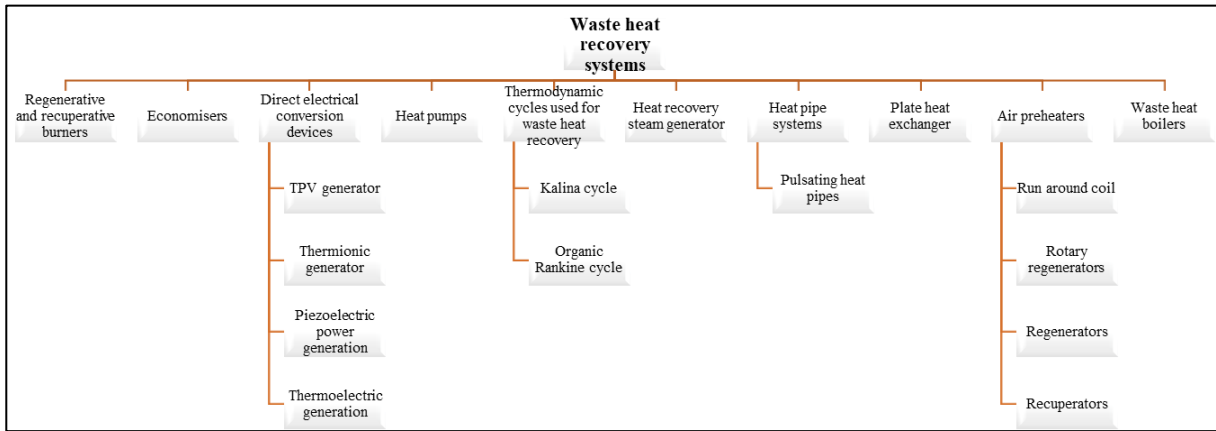 Waste heat
recovery
systems
Regenerative
and recuperative
burners
Economisers
Direct electrical
conversion
devices
Heat pumps
Thermodynamic
cycles used for
waste heat
recovery
Heat recovery
steam generator
Heat pipe
systems
Plate heat
exchanger
Air preheaters
Waste heat
boilers
TPV generator
Thermionic
generator
Piezoelectric
power
generation
Thermoelectric
generation
Kalina cycle
Organic
Rankine cycle
Pulsating heat
pipes
Run around coil
Rotary
regenerators
Regenerators
Recuperators